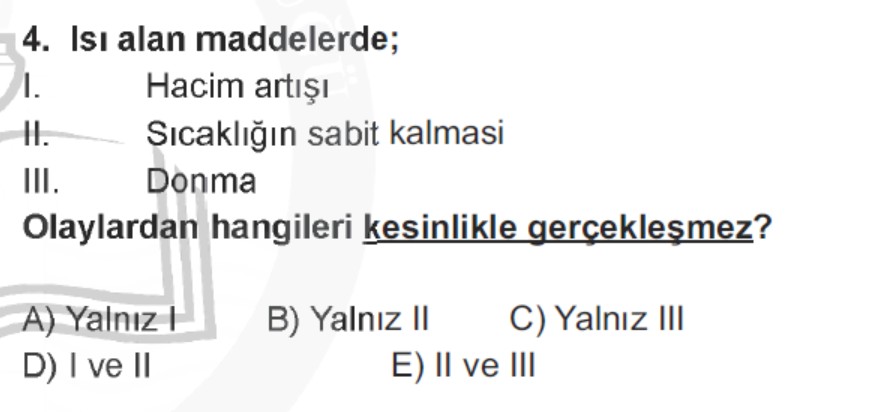 4. Isı alan maddelerde;
I. Hacim artışı
II. Sıcaklığın sabit kalmasi
III. Donma
Olaylardan hangileri kesinlikle gerçekleşmez?
A) Yalnız I B) Yalnız II C) Yalnız III
D) I ve II E) II ve III